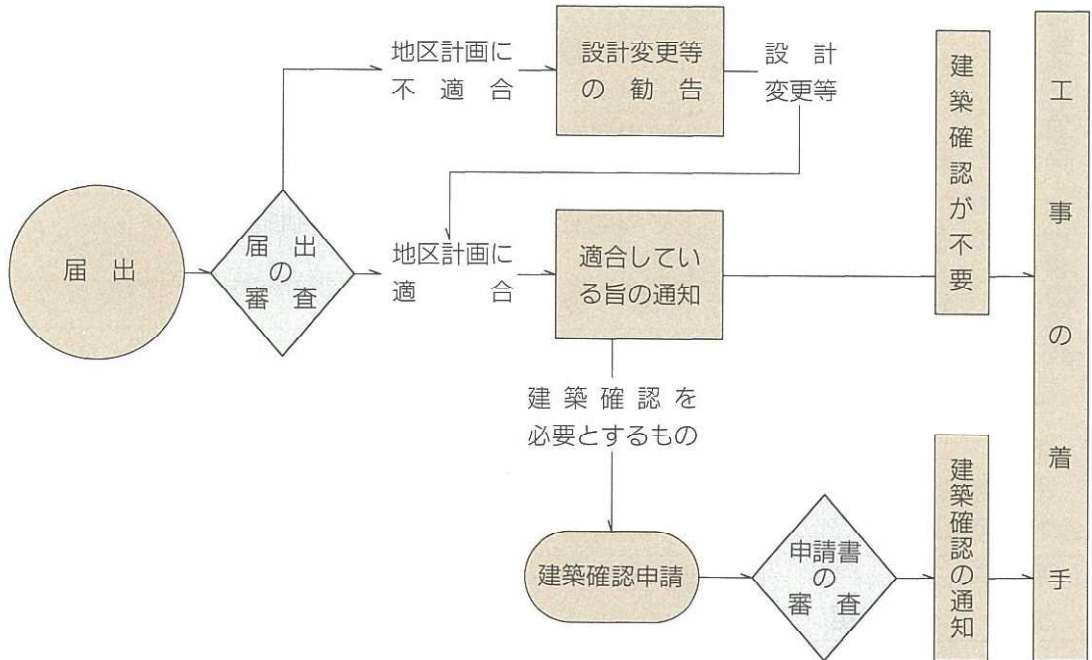 地区計画に
不適合
設計変更等
の勧告
設計
変更等
届出
届出
の
審査
地区計画に
適合
適合してい
る旨の通知
建築確認が不要
工事の着手
建築確認を
必要とするもの
建築確認申請
申請書
の
審査
建築確認の通知